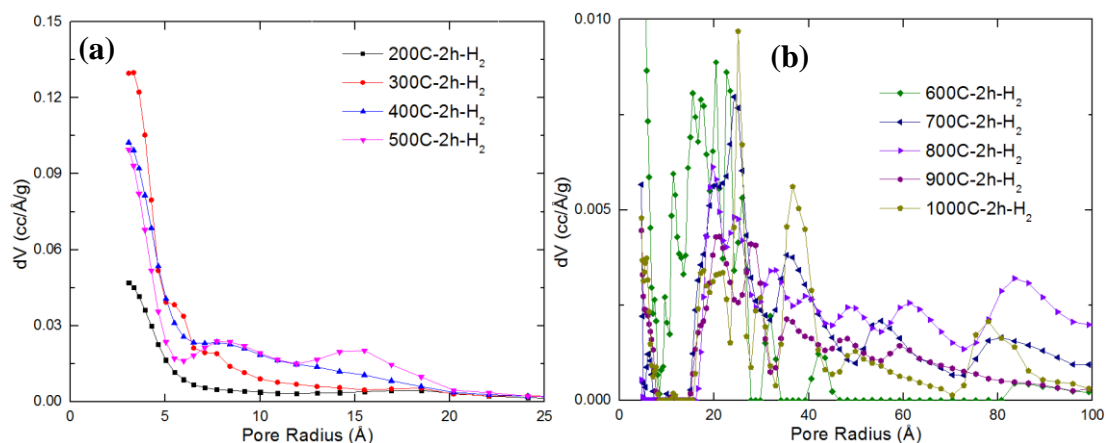 (a)
0.15
0.12
0.09
0.06
0.03
0.00
dV (cc/Å/g)
200C-2h-H₂
300C-2h-H₂
400C-2h-H₂
500C-2h-H₂
0 5 10 15 20 25
Pore Radius (Å)
(b)
0.010
0.005
0.000
dV (cc/Å/g)
600C-2h-H₂
700C-2h-H₂
800C-2h-H₂
900C-2h-H₂
1000C-2h-H₂
0 20 40 60 80 100
Pore Radius (Å)